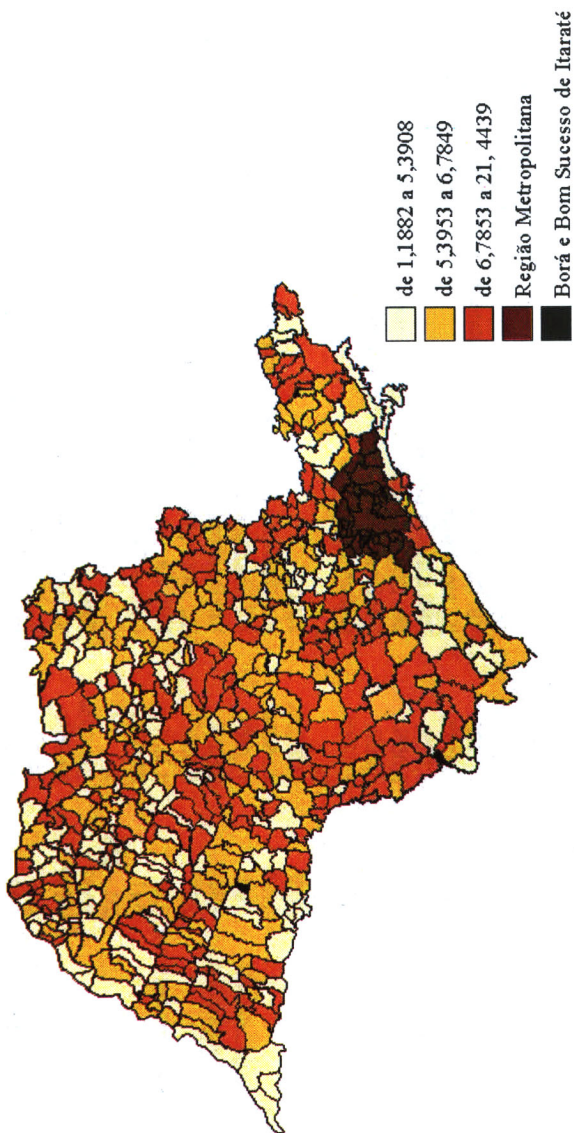 de 1,1882 a 5,3908
de 5,3953 a 6,7849
de 6,7853 a 21, 4439
Região Metropolitana
Borá e Bom Sucesso de Itararé